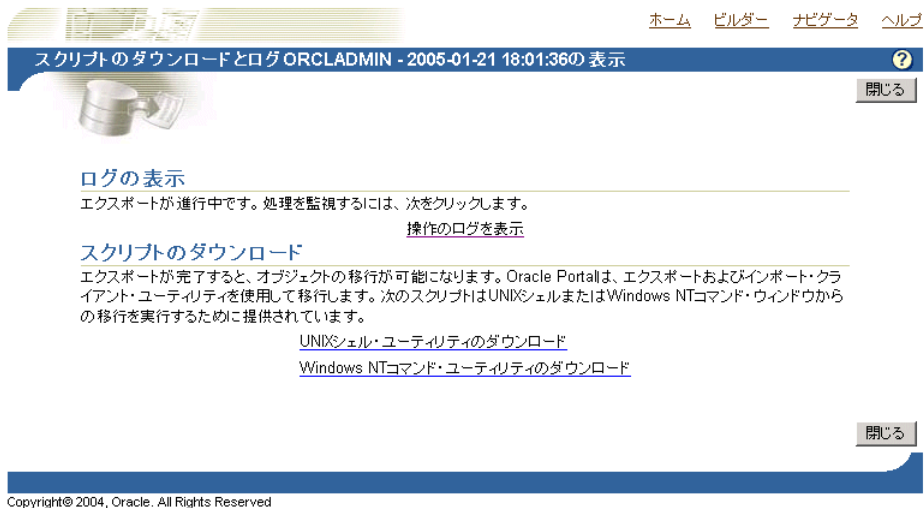 ホーム ビルダー ナビゲータ ヘルプ
スクリプトのダウンロードとログORCLADMIN - 2005-01-21 18:01:36の表示 ?
閉じる
ログの表示
エクスポートが進行中です。処理を監視するには、次をクリックします。
操作のログを表示
スクリプトのダウンロード
エクスポートが完了すると、オブジェクトの移行が可能になります。Oracle Portalは、エクスポートおよびインポート・クラ
イアント・ユーティリティを使用して移行します。次のスクリプトはUNIXシェルまたはWindows NTコマンド・ウィンドウから
の移行を実行するために提供されています。
UNIXシェル・ユーティリティのダウンロード
Windows NTコマンド・ユーティリティのダウンロード
閉じる
Copyright© 2004, Oracle. All Rights Reserved